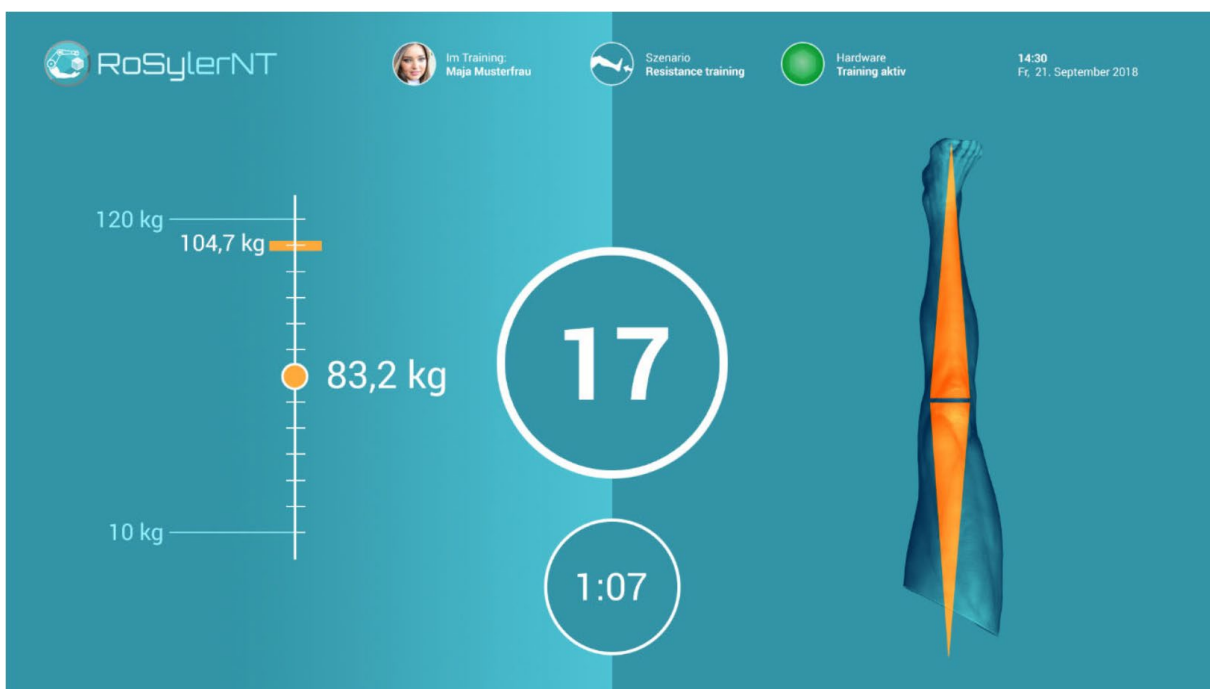 RoSylerNT
Im Training:
Maja Musterfrau
Szenario
Resistance training
Hardware
Training aktiv
14:30
Fr, 21. September 2018
120 kg
104,7 kg
83,2 kg
10 kg
17
1:07